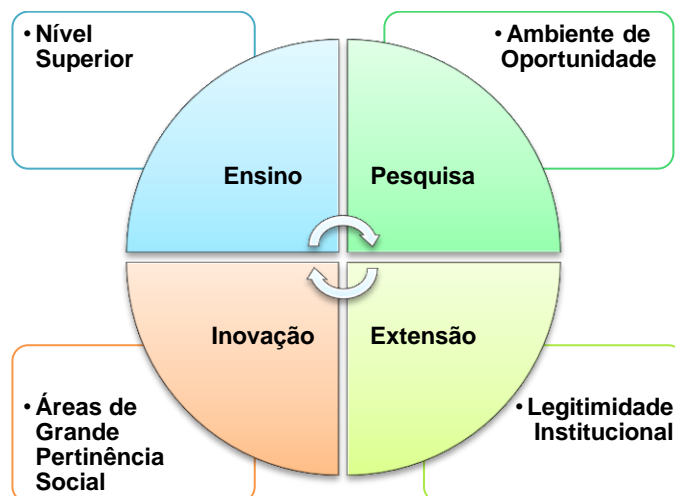 • Nível
Superior
• Ambiente de
Oportunidade
Ensino
Pesquisa
Inovação
Extensão
• Áreas de
Grande
Pertinência
Social
• Legitimidade
Institucional